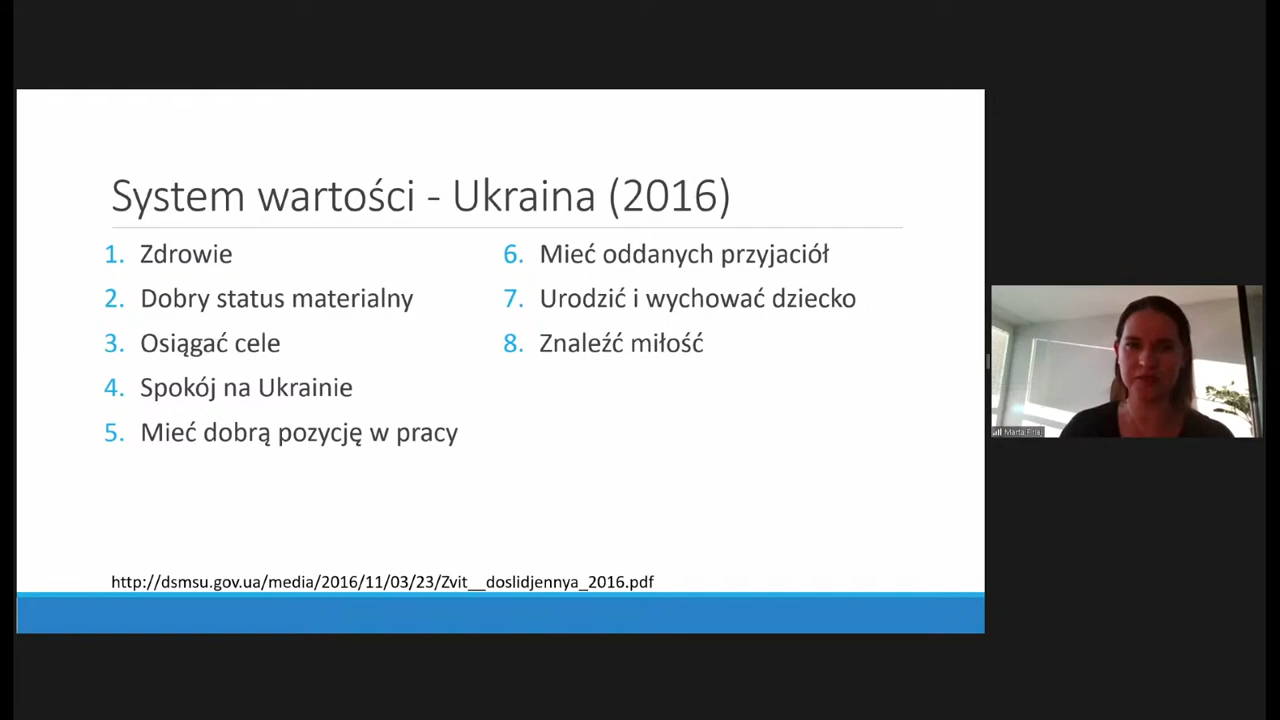 System wartości - Ukraina (2016)
1. Zdrowie
2. Dobry status materialny
3. Osiągać cele
4. Spokój na Ukrainie
5. Mieć dobrą pozycję w pracy
6. Mieć oddanych przyjaciół
7. Urodzić i wychować dziecko
8. Znaleźć miłość
http://dsmsu.gov.ua/media/2016/11/03/23/Zvit__doslidjennya_2016.pdf
Marta